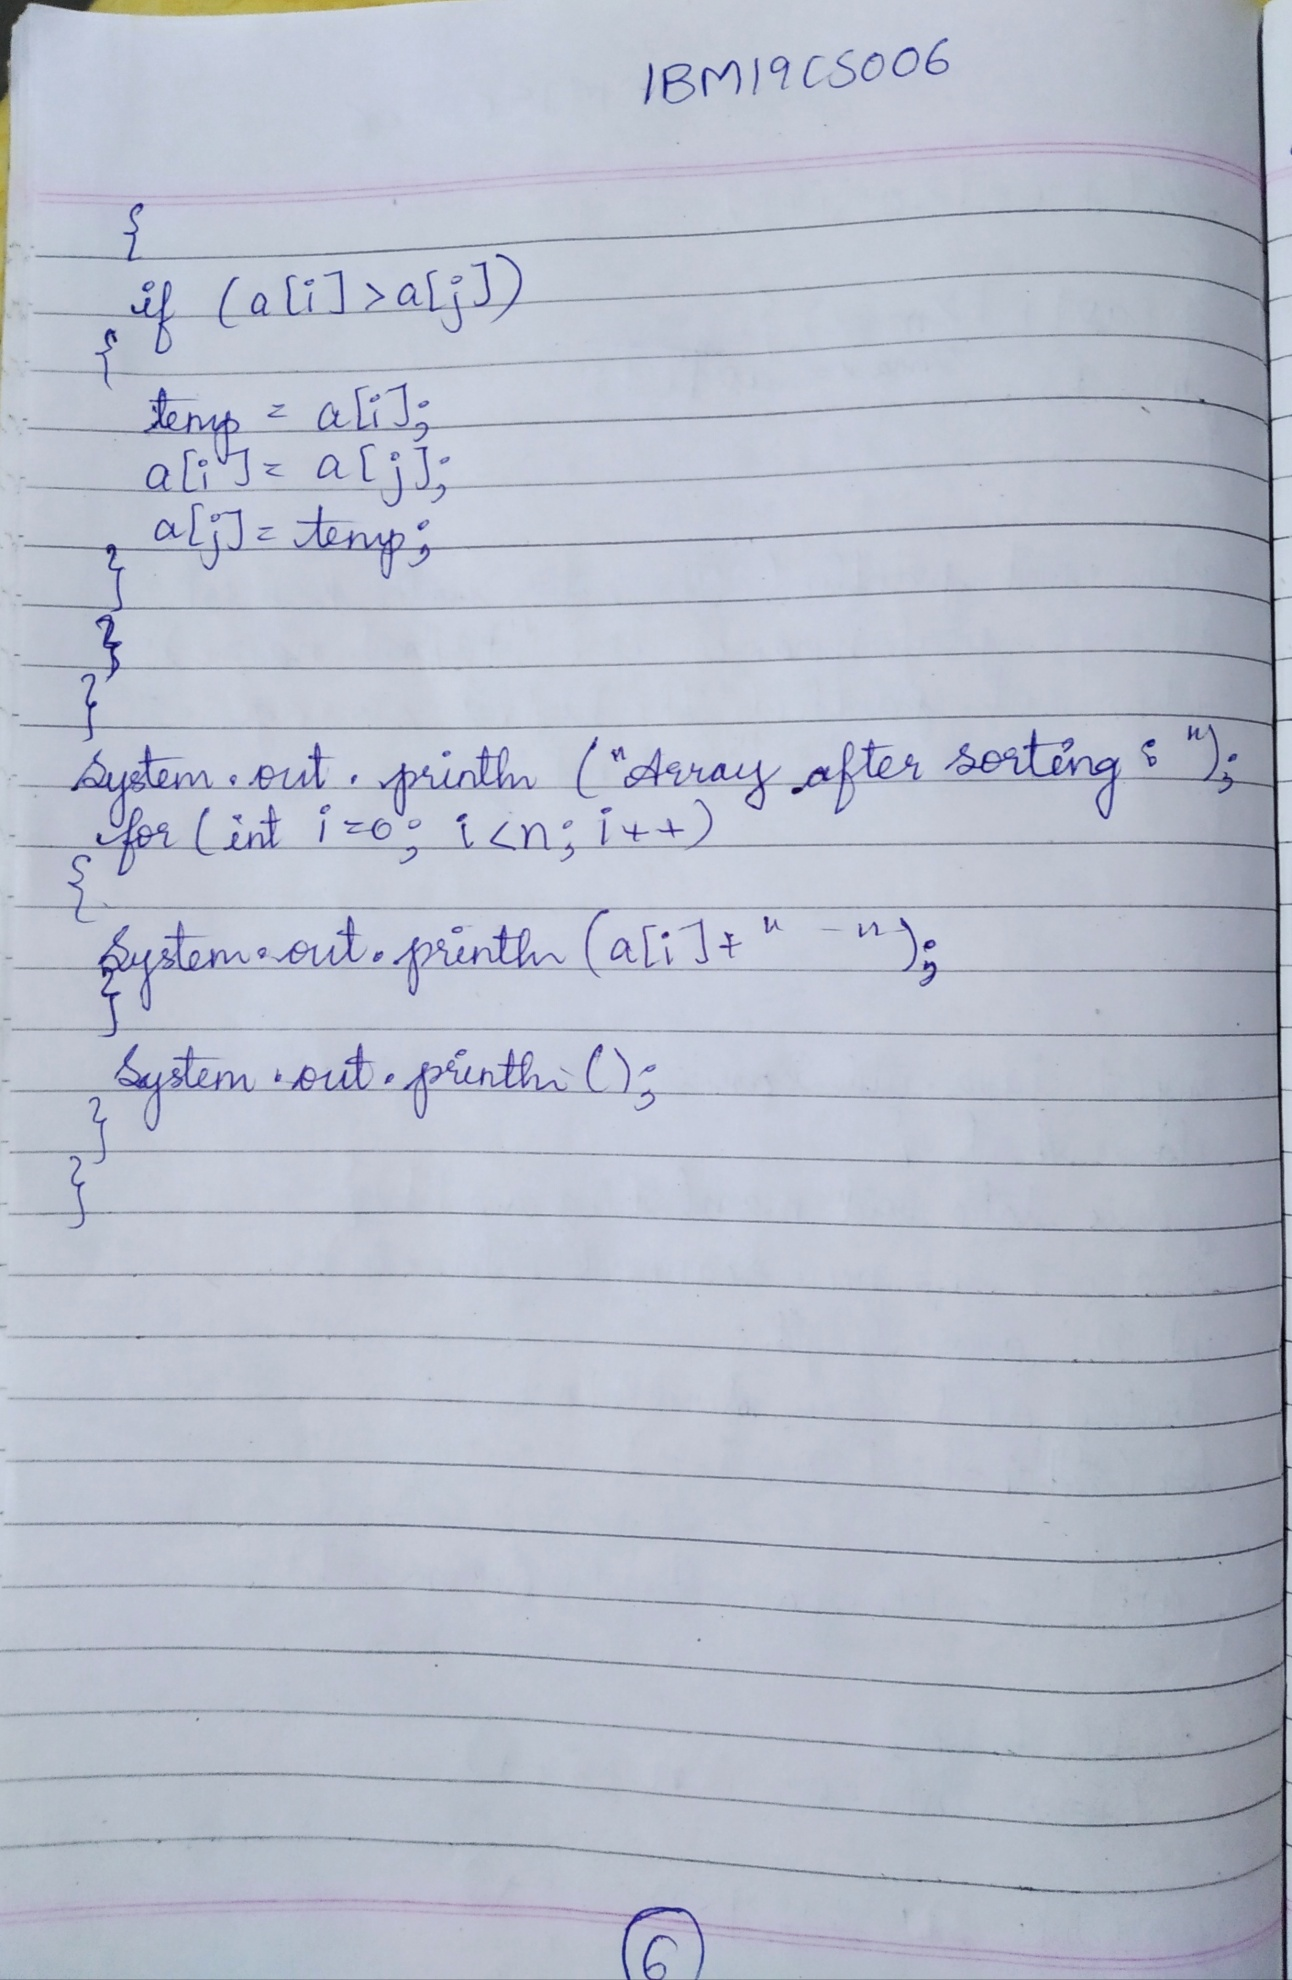 1BM19CS006
{
if (a[i]>a[j])
{
temp = a[i];
a[i]= a[j];
a[j]= temp;
}
}
}
System.out.println ("Array after sorting : ");
for (int i=0; i<n; i++)
{
System.out.println (a[i]+ " - ");
}
System.out.println ();
}
}
6